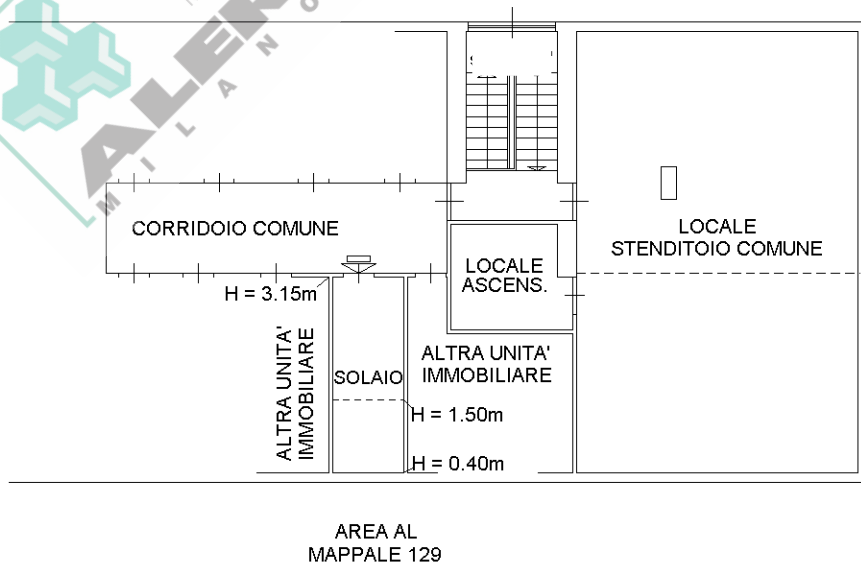 ALER
MILANO
CORRIDOIO COMUNE
LOCALE
STENDITOIO COMUNE
LOCALE
ASCENS.
H = 3.15m
ALTRA UNITA'
IMMOBILIARE
SOLAIO
ALTRA UNITA'
IMMOBILIARE
H = 1.50m
H = 0.40m
AREA AL
MAPPALE 129